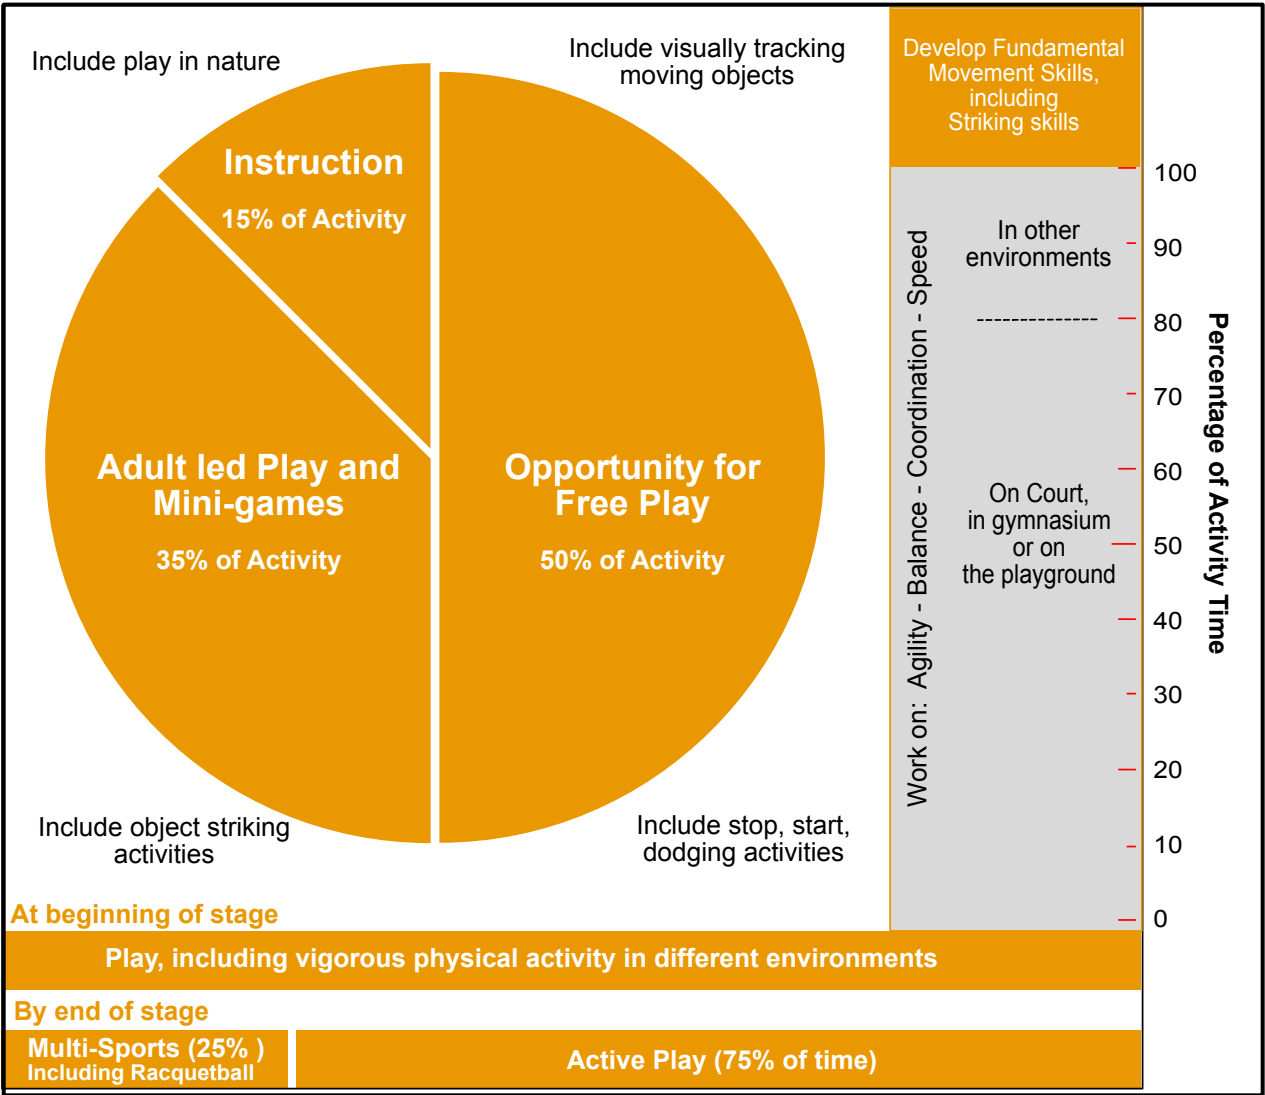 Include play in nature
Include visually tracking
moving objects
Instruction
15% of Activity
Adult led Play and
Mini-games
35% of Activity
Opportunity for
Free Play
50% of Activity
Include object striking
activities
Include stop, start,
dodging activities
Develop Fundamental
Movement Skills,
including
Striking skills
Work on:  Agility - Balance - Coordination - Speed
In other
environments
On Court,
in gymnasium
or on
the playground
100
90
80
70
60
50
40
30
20
10
0
Percentage of Activity Time
At beginning of stage
Play, including vigorous physical activity in different environments
By end of stage
Multi-Sports (25% )
Including Racquetball
Active Play (75% of time)